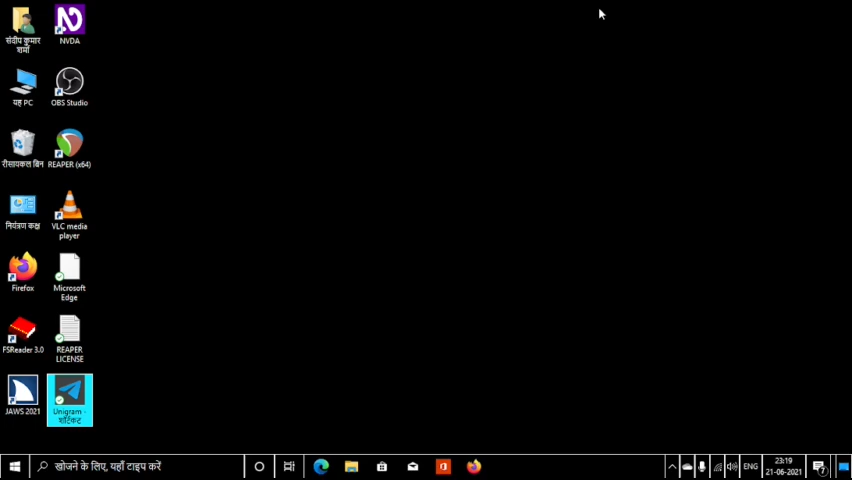 संदीप कुमार
शर्मा
NVDA
यह PC
OBS Studio
रीसायकल बिन
REAPER (x64)
नियंत्रण कक्ष
VLC media
player
Firefox
Microsoft
Edge
FSReader 3.0
REAPER
LICENSE
JAWS 2021
Unigram -
शॉर्टकट
खोजने के लिए, यहाँ टाइप करें
ENG
23:19
21-06-2021
7